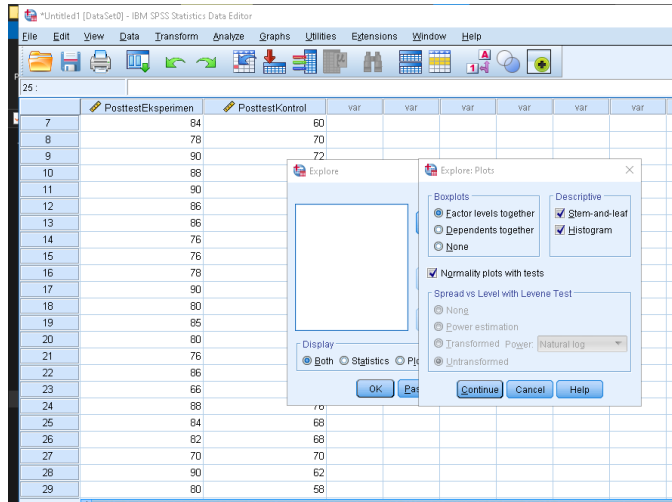 *Untitled1 [DataSet0] - IBM SPSS Statistics Data Editor
File Edit View Data Transform Analyze Graphs Utilities Extensions Window Help
25 :
PosttestEksperimen PosttestKontrol var var var var var var
7 84 60
8 78 70
9 90 72
10 88
11 90
12 86
13 86
14 76
15 76
16 78
17 90
18 80
19 85
20 80
21 76
22 86
23 66
24 88 76
25 84 68
26 82 68
27 70 70
28 90 62
29 80 58
Explore
Display
Both Statistics
OK
Explore: Plots
Boxplots
Factor levels together
Dependents together
None
Descriptive
Stem-and-leaf
Histogram
Normality plots with tests
Spread vs Level with Levene Test
None
Power estimation
Transformed Power: Natural log
Untransformed
Continue Cancel Help